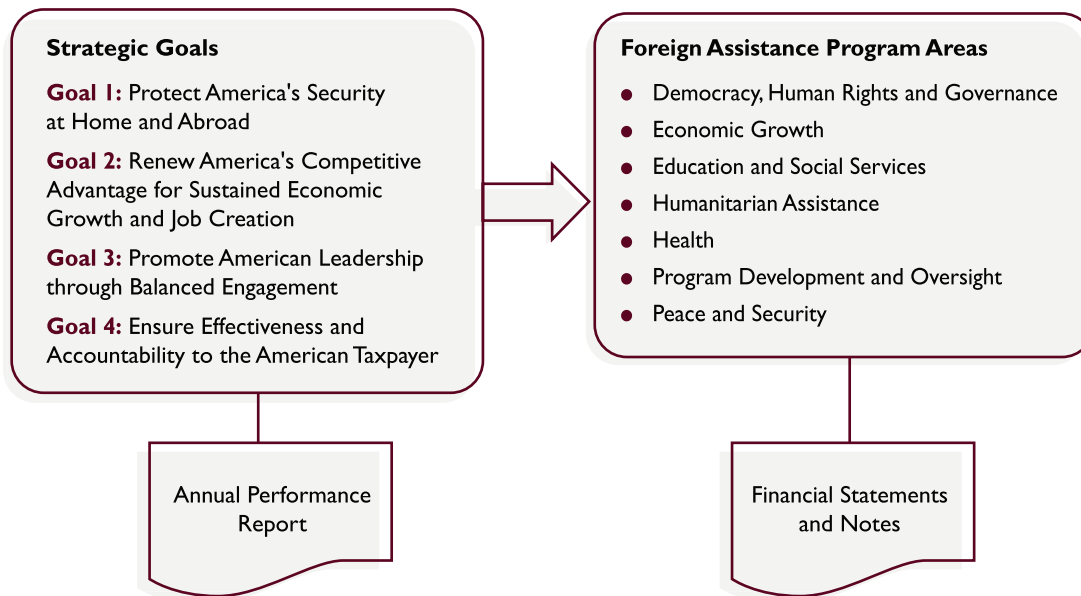 Strategic Goals
Goal 1: Protect America's Security
at Home and Abroad
Goal 2: Renew America's Competitive
Advantage for Sustained Economic
Growth and Job Creation
Goal 3: Promote American Leadership
through Balanced Engagement
Goal 4: Ensure Effectiveness and
Accountability to the American Taxpayer
Foreign Assistance Program Areas
• Democracy, Human Rights and Governance
• Economic Growth
• Education and Social Services
• Humanitarian Assistance
• Health
• Program Development and Oversight
• Peace and Security
Annual Performance
Report
Financial Statements
and Notes